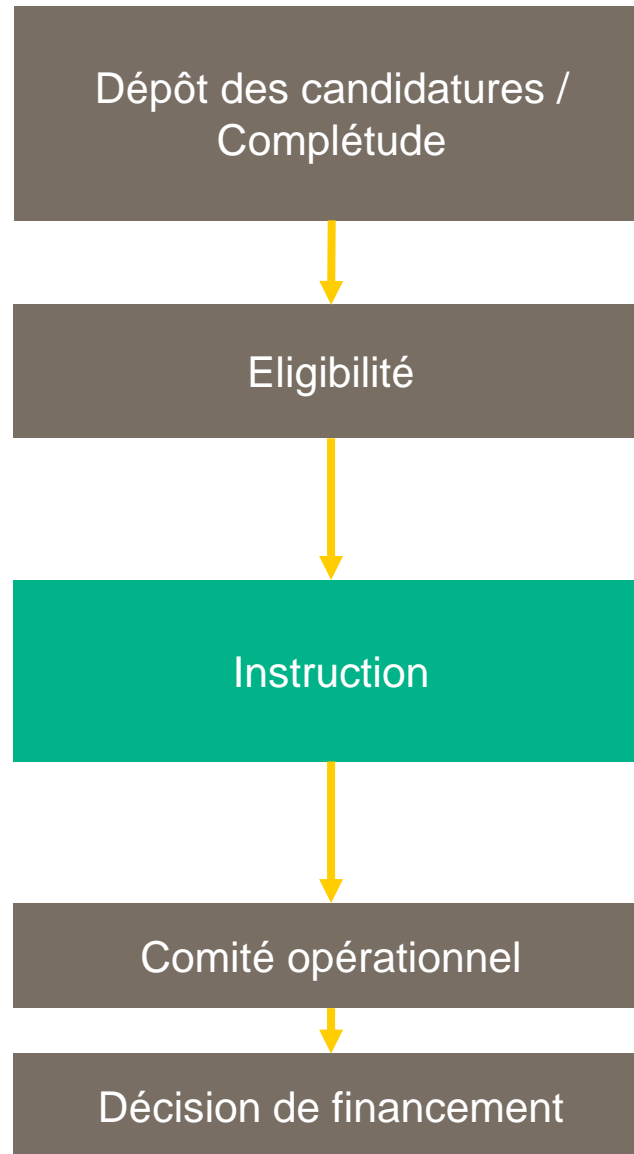 Dépôt des candidatures /
Complétude
Eligibilité
Instruction
Comité opérationnel
Décision de financement